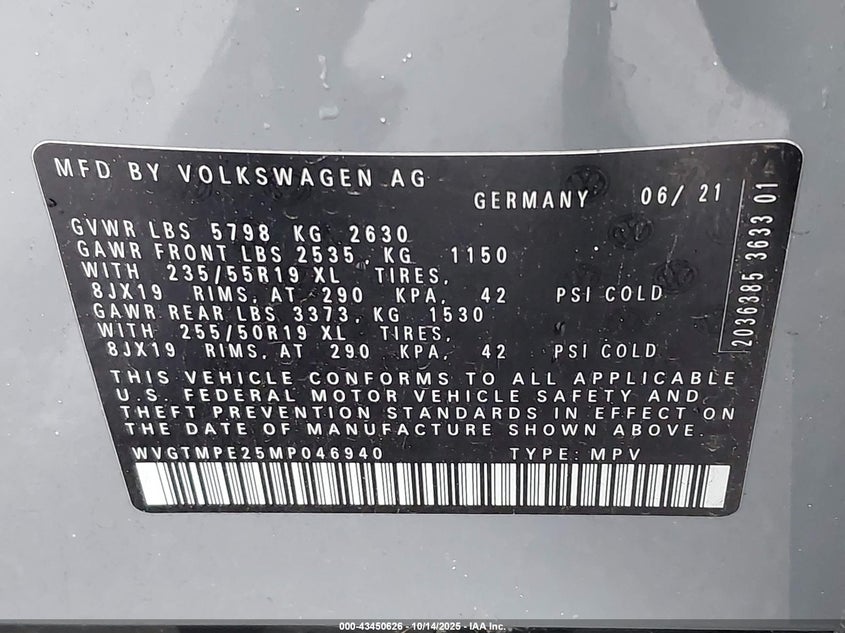 MFD BY VOLKSWAGEN AG
GERMANY 06/ 21
GVWR LBS 5798 KG 2630
GAWR FRONT LBS 2535, KG 1150
WITH 235/55R19 XL TIRES,
8JX19 RIMS, AT 290 KPA, 42 PSI COLD
GAWR REAR LBS 3373, KG 1530
WITH 255/50R19 XL TIRES,
8JX19 RIMS, AT 290 KPA, 42 PSI COLD
THIS VEHICLE CONFORMS TO ALL APPLICABLE
U.S. FEDERAL MOTOR VEHICLE SAFETY AND
THEFT PREVENTION STANDARDS IN EFFECT ON
THE DATE OF MANUFACTURE SHOWN ABOVE.
WVGTMPE25MP046940 TYPE: MPV
2036385 3633 01
000-43450626 - 10/14/2025 - IAA Inc.